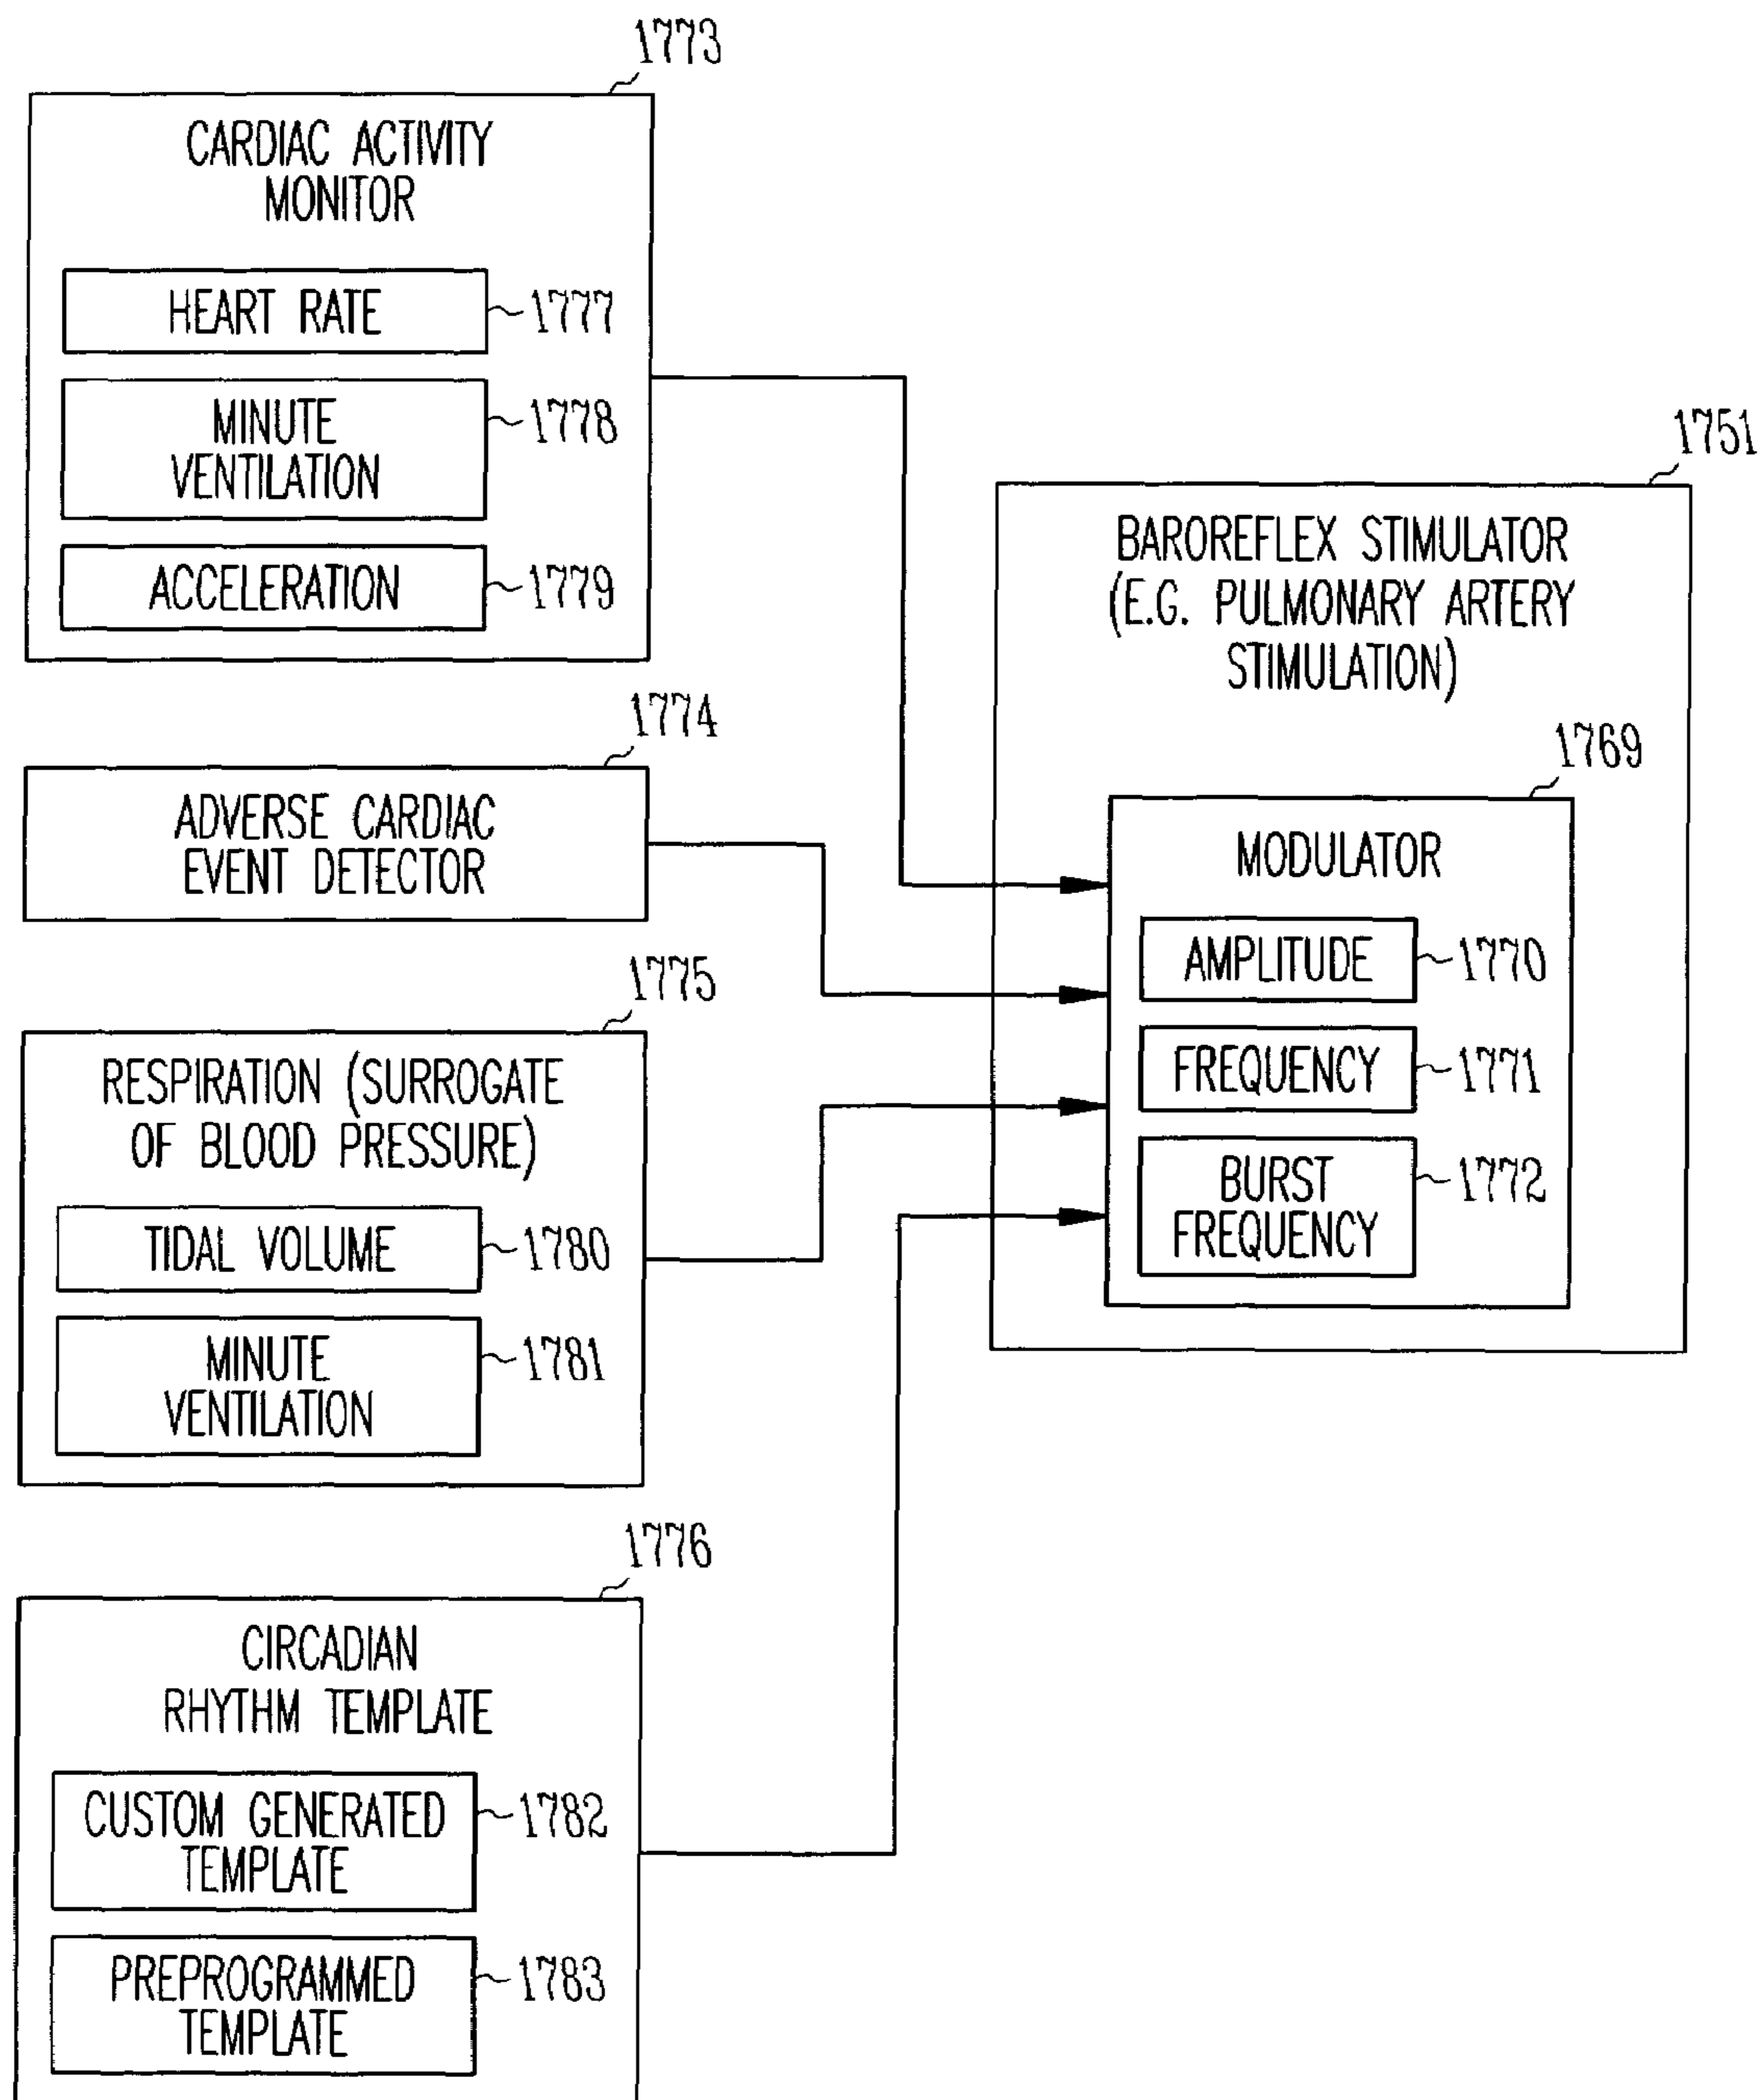 1773
CARDIAC ACTIVITY
MONITOR
HEART RATE
1777
MINUTE
VENTILATION
1778
ACCELERATION
1779
1774
ADVERSE CARDIAC
EVENT DETECTOR
1775
RESPIRATION (SURROGATE
OF BLOOD PRESSURE)
TIDAL VOLUME
1780
MINUTE
VENTILATION
1781
1776
CIRCADIAN
RHYTHM TEMPLATE
CUSTOM GENERATED
TEMPLATE
1782
PREPROGRAMMED
TEMPLATE
1783
1751
BAROREFLEX STIMULATOR
(E.G. PULMONARY ARTERY
STIMULATION)
1769
MODULATOR
AMPLITUDE
1770
FREQUENCY
1771
BURST
FREQUENCY
1772